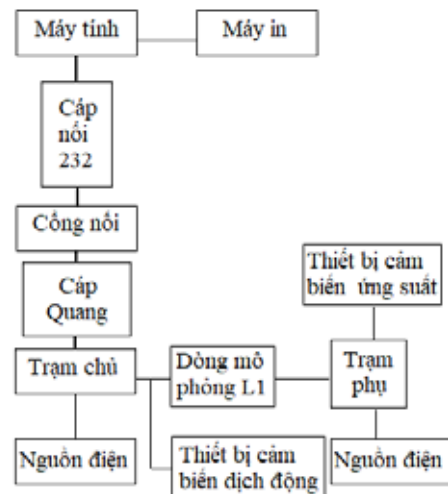 Máy tính
Máy in
Cáp
nối
232
Cổng nối
Cáp
Quang
Thiết bị cảm
biến ứng suất
Trạm chủ
Dòng mô
phỏng L1
Trạm
phụ
Nguồn điện
Thiết bị cảm
biến dịch động
Nguồn điện